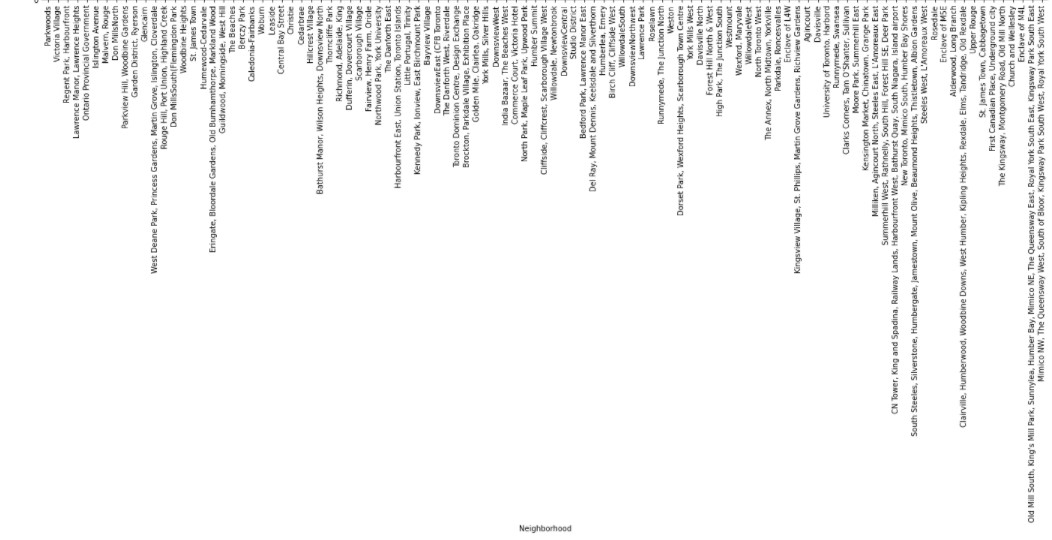 0
Parkwoods
Victoria Village
Regent Park, Harbourfront
Lawrence Manor, Lawrence Heights
Ontario Provincial Government
Islington Avenue
Malvern, Rouge
Don MillsNorth
Parkview Hill, Woodbine Gardens
Garden District, Ryerson
Glencairn
West Deane Park, Princess Gardens, Martin Grove, Islington, Cloverdale
Rouge Hill, Port Union, Highland Creek
Don MillsSouth(Flemingdon Park
Woodbine Heights
St. James Town
Humewood-Cedarvale
Eringate, Bloordale Gardens, Old Burnhamthorpe, Markland Wood
Guildwood, Morningside, West Hill
The Beaches
Berczy Park
Caledonia-Fairbanks
Woburn
Leaside
Central Bay Street
Christie
Cedarbrae
Hillcrest Village
Bathurst Manor, Wilson Heights, Downsview North
Thorncliffe Park
Richmond, Adelaide, King
Dufferin, Dovercourt Village
Scarborough Village
Fairview, Henry Farm, Oriole
Northwood Park, York University
The Danforth East
Harbourfront East, Union Station, Toronto Islands
Little Portugal, Trinity
Kennedy Park, Ionview, East Birchmount Park
Bayview Village
DownsviewEast (
The Danforth West, Riverdale
Toronto Dominion Centre, Design Exchange
Brockton, Parkdale Village, Exhibition Place
Golden Mile, Clairlea, Oakridge
York Mills, Silver Hills
DownsviewWest
India Bazaar, The Beaches West
Commerce Court, Victoria Hotel
North Park, Maple Leaf Park, Upwood Park
Humber Summit
Cliffside, Cliffcrest, Scarborough Village West
Willowdale, Newtonbrook
DownsviewCentral
Studio District
Bedford Park, Lawrence Manor East
Del Ray, Mount Dennis, Keelsdale and Silverthorn
Humberlea, Emery
Birch Cliff, Cliffside West
WillowdaleSouth
DownsviewNorthwest
Lawrence Park
Roselawn
Runnymede, The Junction North
Weston
Dorset Park, Wexford Heights, Scarborough Town Centre
York Mills West
Davisville North
Forest Hill North & West
High Park, The Junction South
Westmount
Wexford, Maryvale
WillowdaleWest
North Toronto West
The Annex, North Midtown, Yorkville
Parkdale, Roncesvalles
Enclave of L4W
Kingsview Village, St. Phillips, Martin Grove Gardens, Richview Gardens
Agincourt
Davisville
University of Toronto, Harbord
Runnymede, Swansea
Clarks Corners, Tam O'Shanter, Sullivan
Moore Park, Summerhill East
Kensington Market, Chinatown, Grange Park
Milliken, Agincourt North, Steeles East, L'Amoreaux East
Summerhill West, Rathnelly, South Hill, Forest Hill SE, Deer Park
CN Tower, King and Spadina, Railway Lands, Harbourfront West, Bathurst Quay, South Niagara, Island airport
New Toronto, Mimico South, Humber Bay Shores
South Steeles, Silverstone, Humbergate, Jamestown, Mount Olive, Beaumond Heights, Thistletown, Albion Gardens
Steeles West, L'Amoreaux West
Rosedale
Enclave of M5E
Alderwood, Long Branch
Clairville, Humberwood, Woodbine Downs, West Humber, Kipling Heights, Rexdale, Elms, Tandridge, Old Rexdale
Upper Rouge
St. James Town, Cabbagetown
First Canadian Place, Underground city
The Kingsway, Montgomery Road, Old Mill North
Church and Wellesley
Enclave of M4L
Old Mill South, King's Mill Park, Sunnylea, Humber Bay, Mimico NE, The Queensway East, Royal York South East, Kingsway Park South East
Mimico NW, The Queensway West, South of Bloor, Kingsway Park South West, Royal York South West
Neighborhood